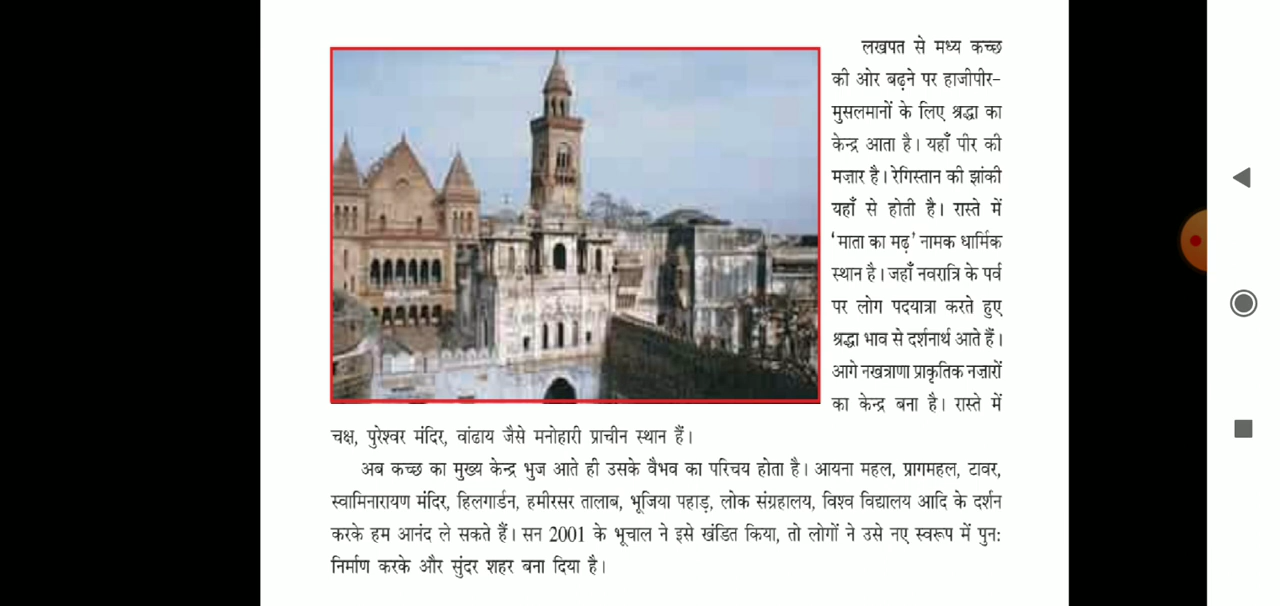 लखपत से मध्य कच्छ
की ओर बढ़ने पर हाजीपीर-
मुसलमानों के लिए श्रद्धा का
केन्द्र आता है। यहाँ पीर की
मज़ार है। रेगिस्तान की झांकी
यहाँ से होती है। रास्ते में
'माता का मढ़' नामक धार्मिक
स्थान है। जहाँ नवरात्रि के पर्व
पर लोग पदयात्रा करते हुए
श्रद्धा भाव से दर्शनार्थ आते हैं।
आगे नखत्राणा प्राकृतिक नज़ारों
का केन्द्र बना है। रास्ते में
चक्ष, पुरेश्वर मंदिर, वांढाय जैसे मनोहारी प्राचीन स्थान हैं।
अब कच्छ का मुख्य केन्द्र भुज आते ही उसके वैभव का परिचय होता है। आयना महल, प्रागमहल, टावर,
स्वामिनारायण मंदिर, हिलगार्डन, हमीरसर तालाब, भूजिया पहाड़, लोक संग्रहालय, विश्व विद्यालय आदि के दर्शन
करके हम आनंद ले सकते हैं। सन 2001 के भूचाल ने इसे खंडित किया, तो लोगों ने उसे नए स्वरूप में पुन:
निर्माण करके और सुंदर शहर बना दिया है।